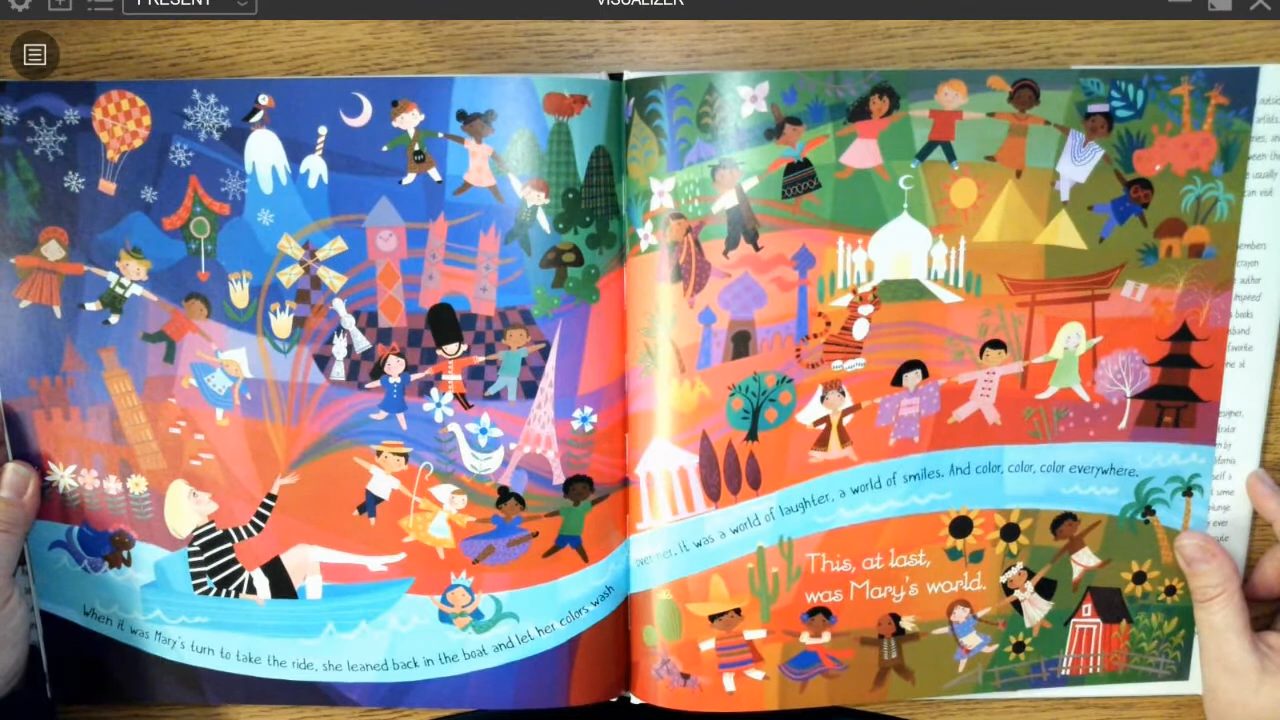 PRESENT
VISUALIZER
When it was Mary's turn to take the ride, she leaned back in the boat and let her colors wash
over her. It was a world of laughter, a world of smiles. And color, color, color everywhere.
This, at last,
was Mary's world.